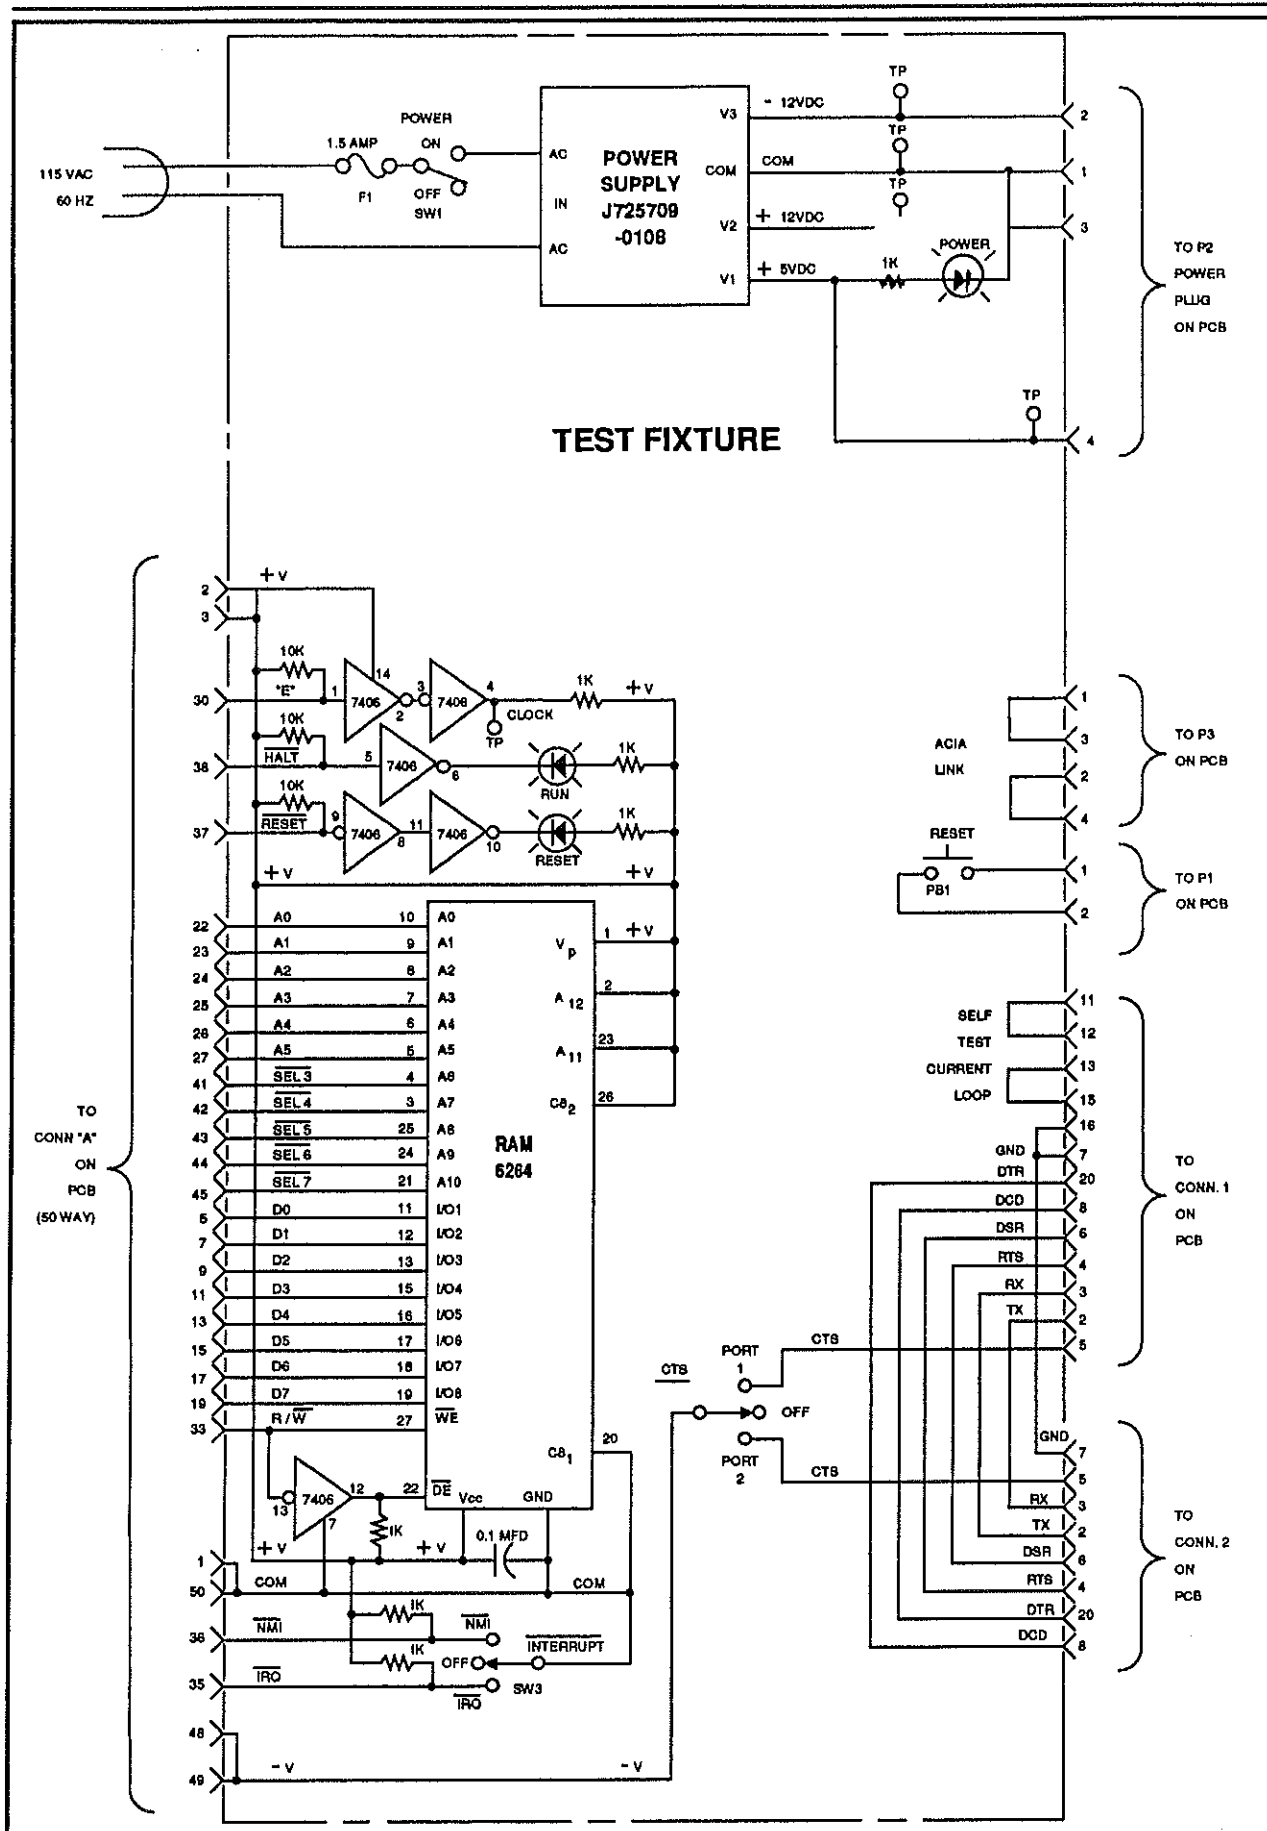 TP
- 12VDC
V3
2
POWER
ON
1.5 AMP
F1
OFF
SW1
115 VAC
60 HZ
AC
IN
AC
POWER
SUPPLY
J725709
-0108
TP
COM
COM
1
TP
V2
+ 12VDC
3
POWER
V1
+ 5VDC
1K
TO P2
POWER
PLUG
ON PCB
TP
4
TEST FIXTURE
2
+ V
3
10K
14
30
"E"
1
7406
2
3
7406
4
CLOCK
TP
1K
+ V
10K
HALT
38
5
7406
6
RUN
1K
10K
RESET
37
9
7406
8
11
7406
10
RESET
1K
+ V
+ V
ACIA
LINK
1
3
2
4
TO P3
ON PCB
RESET
PB1
1
2
TO P1
ON PCB
22 A0 10 A0
23 A1 9 A1
24 A2 8 A2
25 A3 7 A3
26 A4 6 A4
27 A5 5 A5
41 SEL 3 4 A6
42 SEL 4 3 A7
43 SEL 5 25 A8
44 SEL 6 24 A9
45 SEL 7 21 A10
5 D0 11 I/O1
7 D1 12 I/O2
9 D2 13 I/O3
11 D3 15 I/O4
13 D4 16 I/O5
15 D5 17 I/O6
17 D6 18 I/O7
19 D7 19 I/O8
33 R / W 27 WE
RAM
6264
Vp 1 + V
A12 2
A11 23
CS2 26
CS1 20
TO
CONN "A"
ON
PCB
(50 WAY)
13
7406
12
7
22
OE
Vcc
GND
1K
0.1 MFD
1
+ V
+ V
50
COM
COM
1K
36
NMI
NMI
1K
OFF
INTERRUPT
35
IRQ
IRQ
SW3
48
49
- V
- V
SELF
TEST
CURRENT
LOOP
11
12
13
15
16
GND 7
DTR 20
DCD 8
DSR 6
RTS 4
RX 3
TX 2
CTS 5
TO
CONN. 1
ON
PCB
CTS
PORT
1
OFF
PORT
2
GND 7
CTS 5
RX 3
TX 2
DSR 6
RTS 4
DTR 20
DCD 8
TO
CONN. 2
ON
PCB